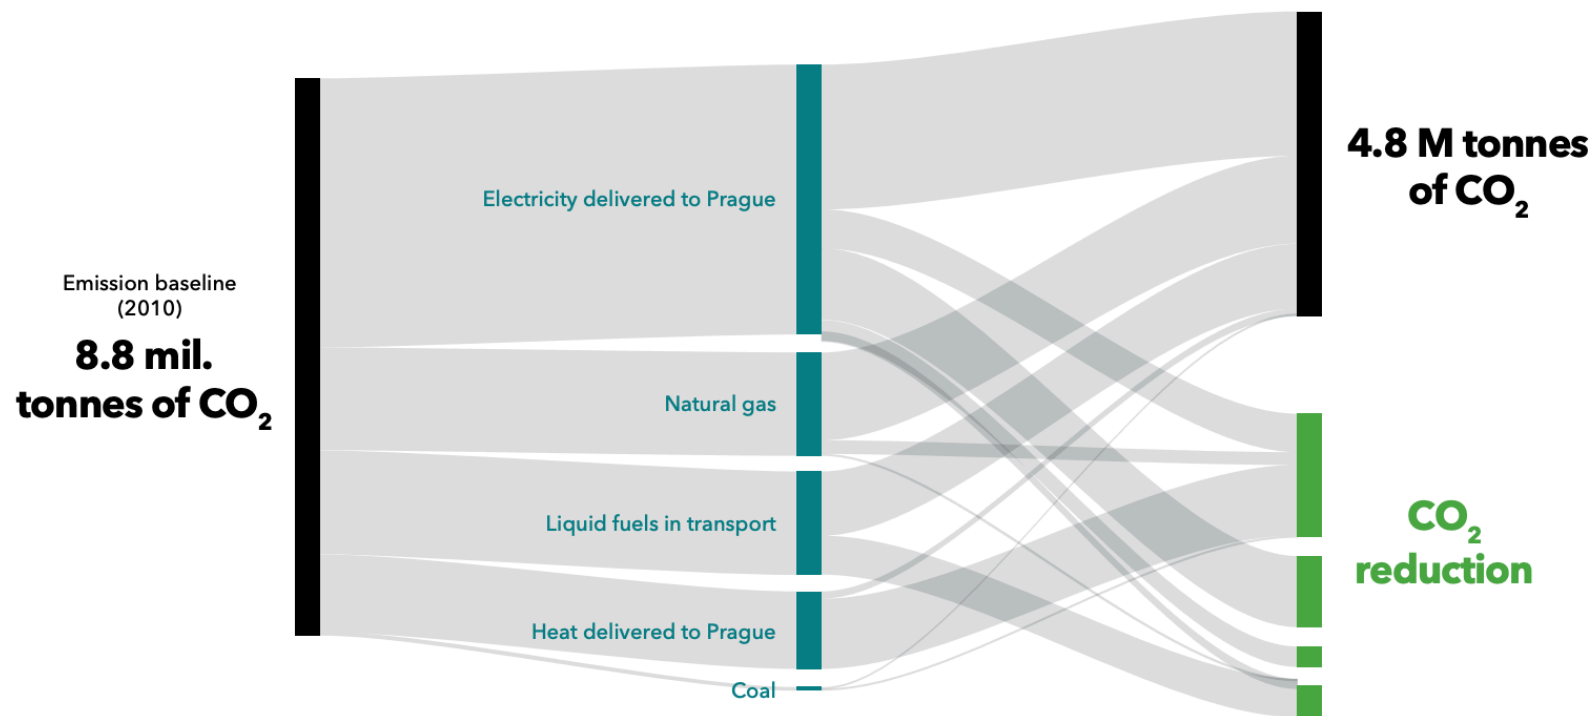 Emission baseline
(2010)
8.8 mil.
tonnes of CO₂
Electricity delivered to Prague
Natural gas
Liquid fuels in transport
Heat delivered to Prague
Coal
4.8 M tonnes
of CO₂
CO₂
reduction